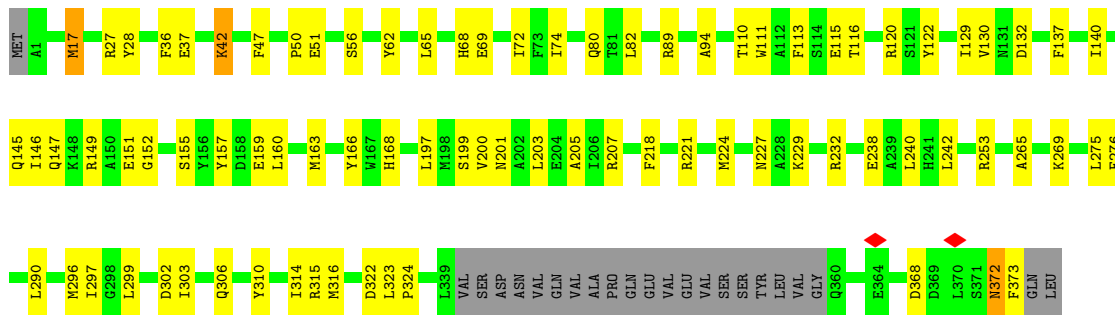 MET A1 M17 R27 Y28 F36 E37 K42 F47 P50 E51 S56 Y62 L65 H68 E69 I72 F73 I74 Q80 T81 L82 R89 A94 T110 W111 A112 F113 S114 E115 T116 R120 S121 Y122 I129 V130 N131 D132 F137 I140
Q145 I146 Q147 K148 R149 A150 E151 G152 S155 Y156 Y157 D158 E159 L160 M163 Y166 W167 H168 L197 M198 S199 V200 N201 A202 L203 E204 A205 I206 R207 F218 R221 M224 N227 A228 K229 R232 E238 A239 L240 H241 L242 R253 A265 K269 L275 E276
L290 M296 I297 G298 L299 D302 I303 Q306 Y310 I314 R315 M316 D322 L323 P324 L339 VAL SER ASP ASN VAL GLN VAL ALA PRO GLN GLU VAL GLU VAL SER SER TYR LEU VAL GLY Q360 E364 D368 D369 L370 S371 N372 F373 GLN LEU